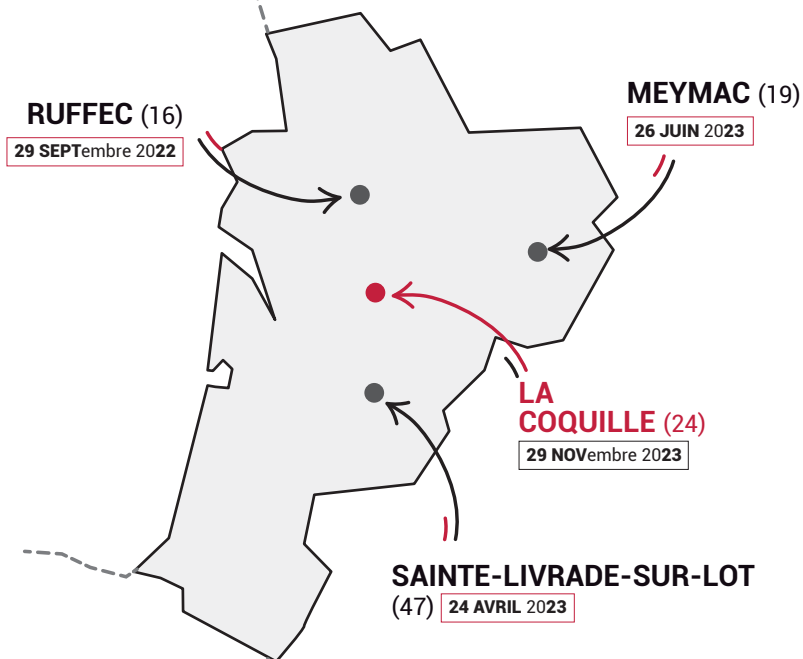 RUFFEC (16)
29 SEPTembre 2022
MEYMAC (19)
26 JUIN 2023
LA
COQUILLE (24)
29 NOVembre 2023
SAINTE-LIVRADE-SUR-LOT
(47) 24 AVRIL 2023